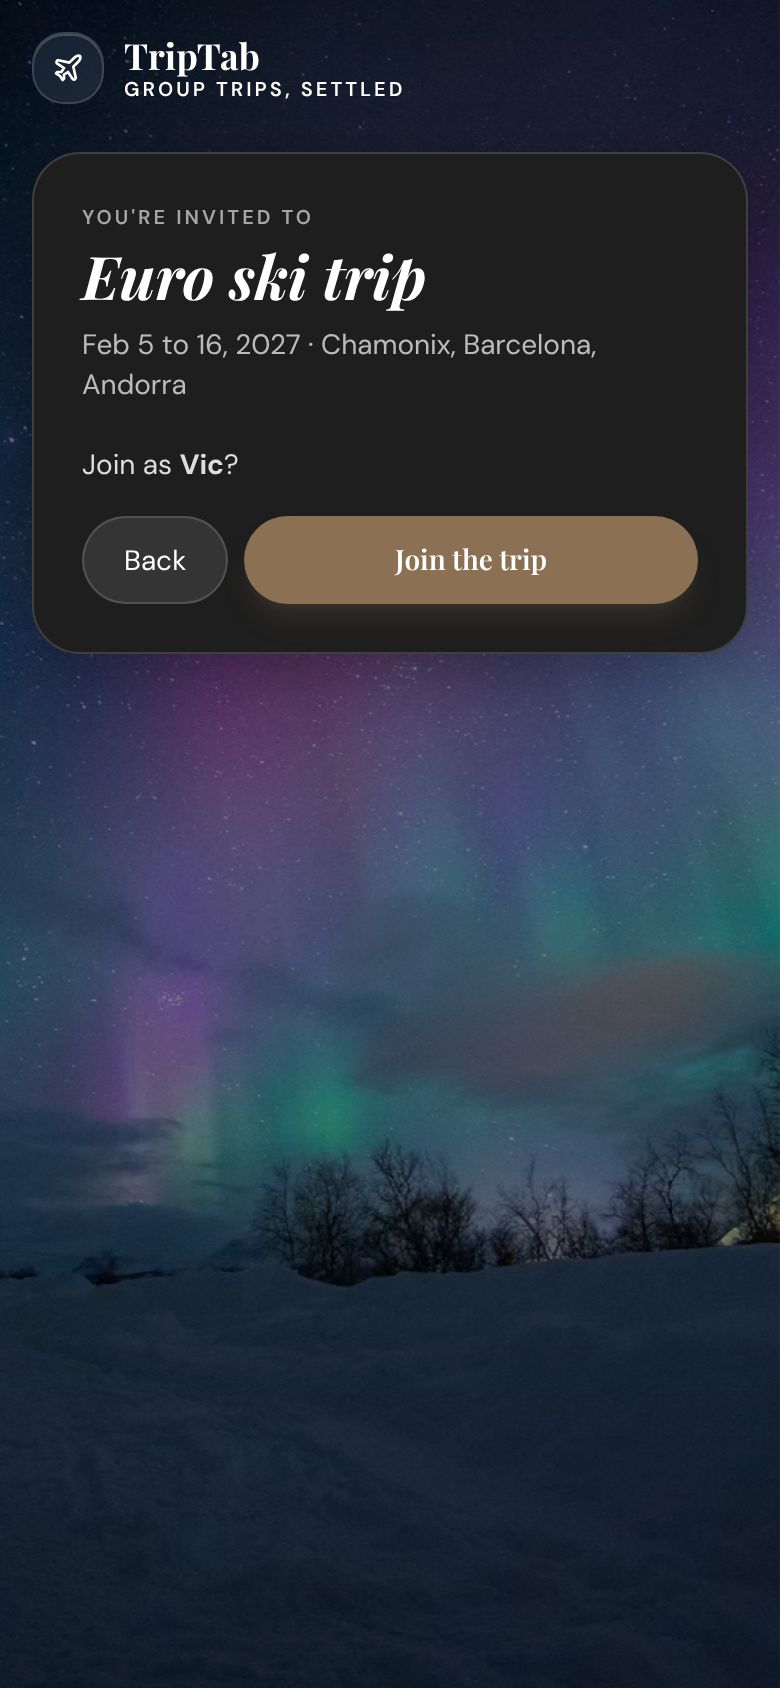 TripTab
GROUP TRIPS, SETTLED
YOU'RE INVITED TO
Euro ski trip
Feb 5 to 16, 2027 · Chamonix, Barcelona,
Andorra
Join as Vic?
Back
Join the trip